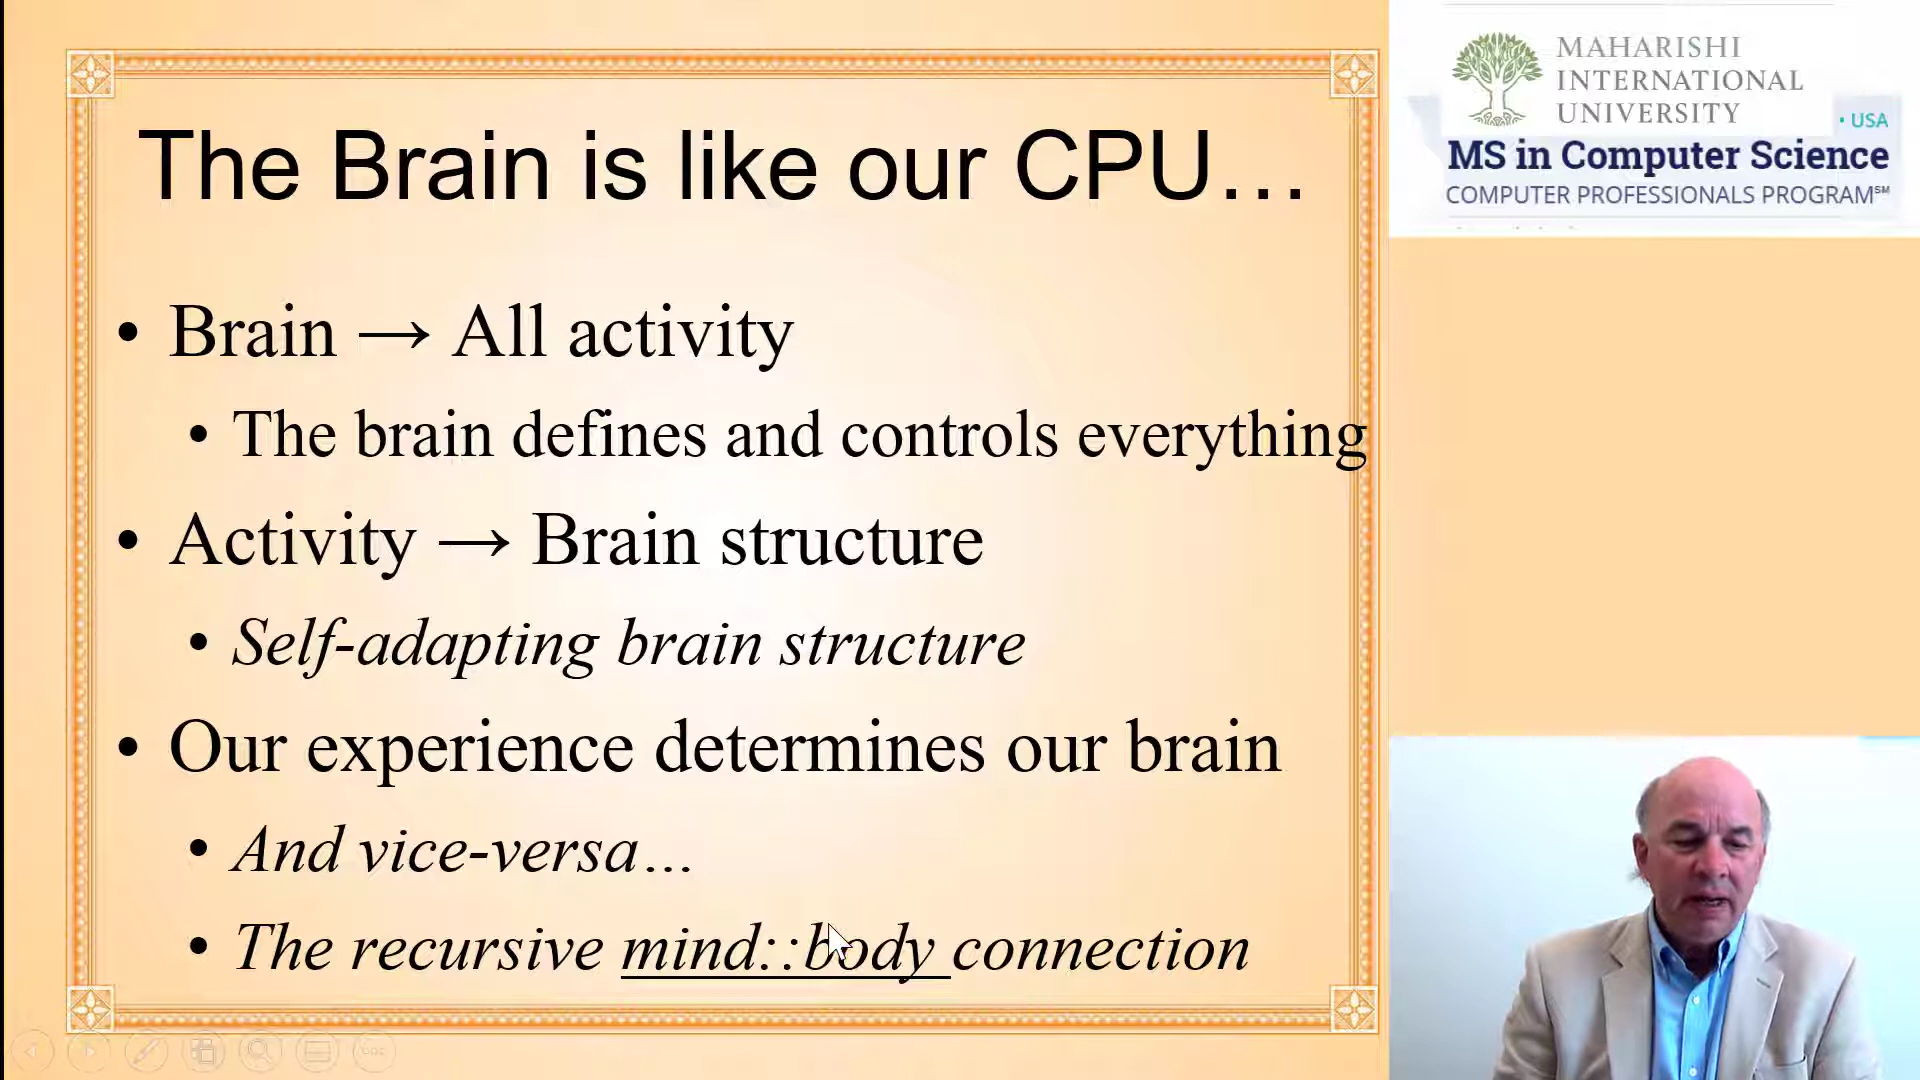 The Brain is like our CPU…
• Brain → All activity
• The brain defines and controls everything
• Activity → Brain structure
• Self-adapting brain structure
• Our experience determines our brain
• And vice-versa…
• The recursive mind::body connection
MAHARISHI
INTERNATIONAL
UNIVERSITY
• USA
MS in Computer Science
COMPUTER PROFESSIONALS PROGRAM℠